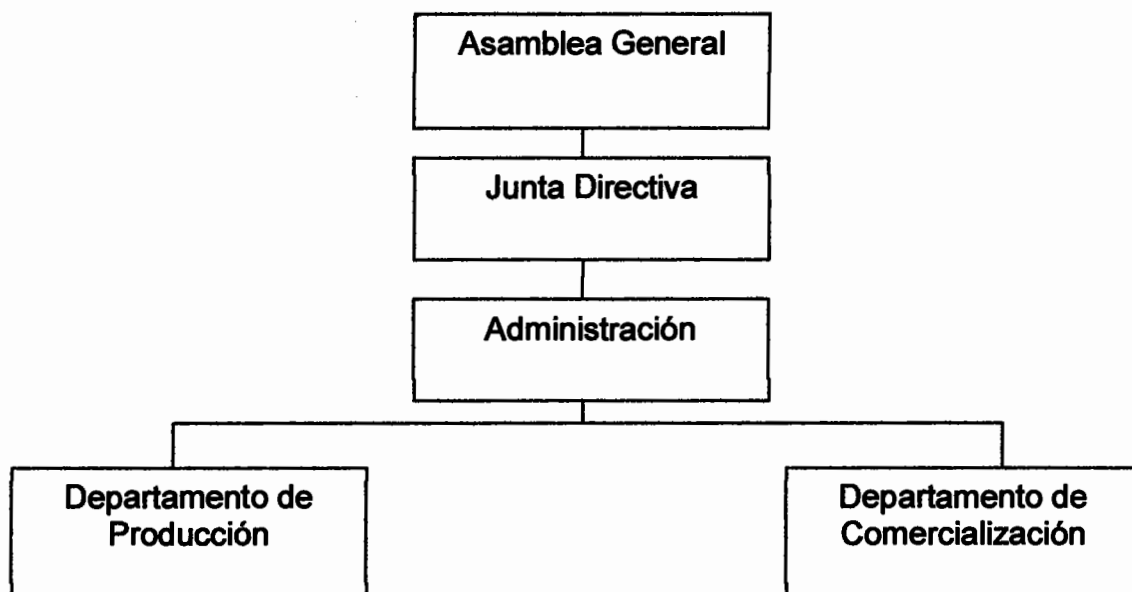 Asamblea General
Junta Directiva
Administración
Departamento de
Producción
Departamento de
Comercialización